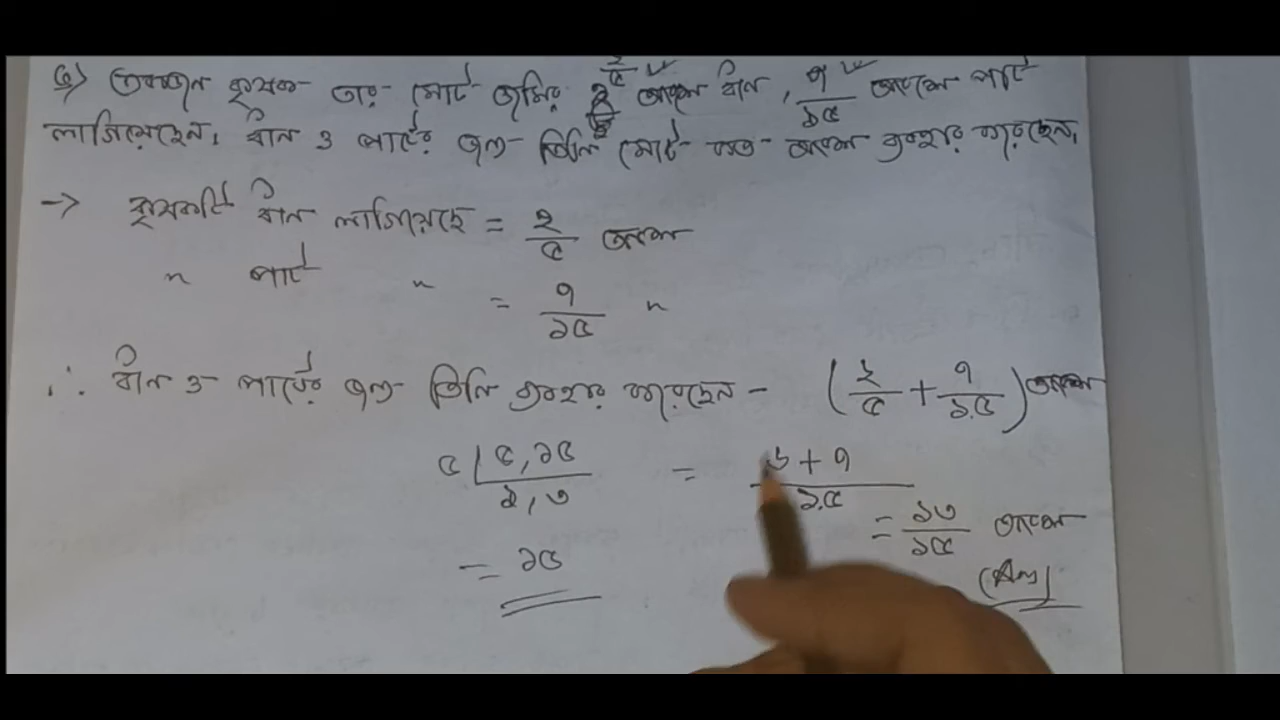 ৫) একজন কৃষক তার মোট জমির ২/৫ অংশে ধান, ৭/১৫ অংশে পাট
লাগিয়েছেন, ধান ও পাটের জন্য তিনি মোট কত অংশ ব্যবহার করেছেন,
→ কৃষকটি ধান লাগিয়েছে = ২/৫ অংশে
" পাট " = ৭/১৫ "
∴ ধান ও পাটের জন্য তিনি ব্যবহার করেছেন - (২/৫ + ৭/১৫) অংশ
৫ | ৫, ১৫
১, ৩
= ১৫
= ৬ + ৭ / ১৫
= ১৩/১৫ অংশে
(Ans)